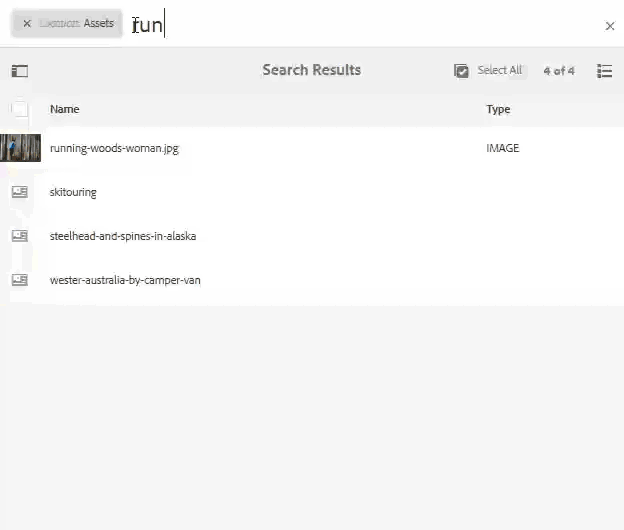 × Location: Assets run ×
Search Results Select All 4 of 4
Name Type
running-woods-woman.jpg IMAGE
skitouring
steelhead-and-spines-in-alaska
wester-australia-by-camper-van